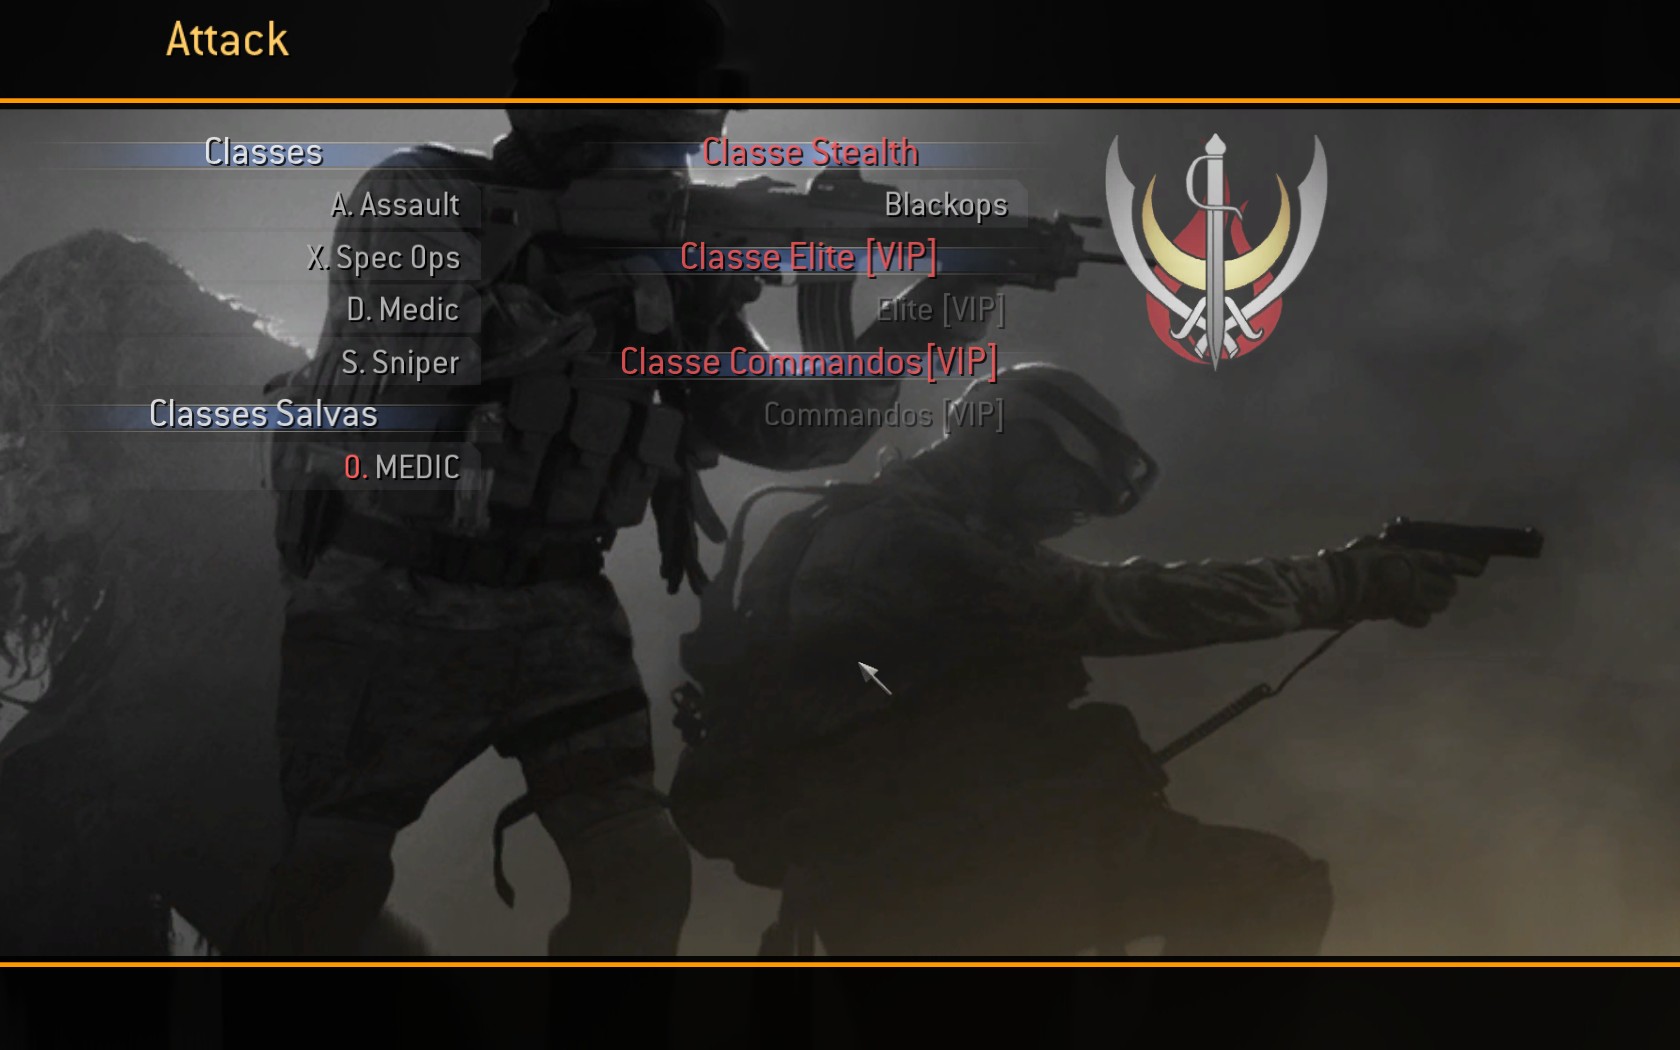 Attack
Classes
A. Assault
X. Spec Ops
D. Medic
S. Sniper
Classes Salvas
0. MEDIC
Classe Stealth
Blackops
Classe Elite [VIP]
Elite [VIP]
Classe Commandos[VIP]
Commandos [VIP]